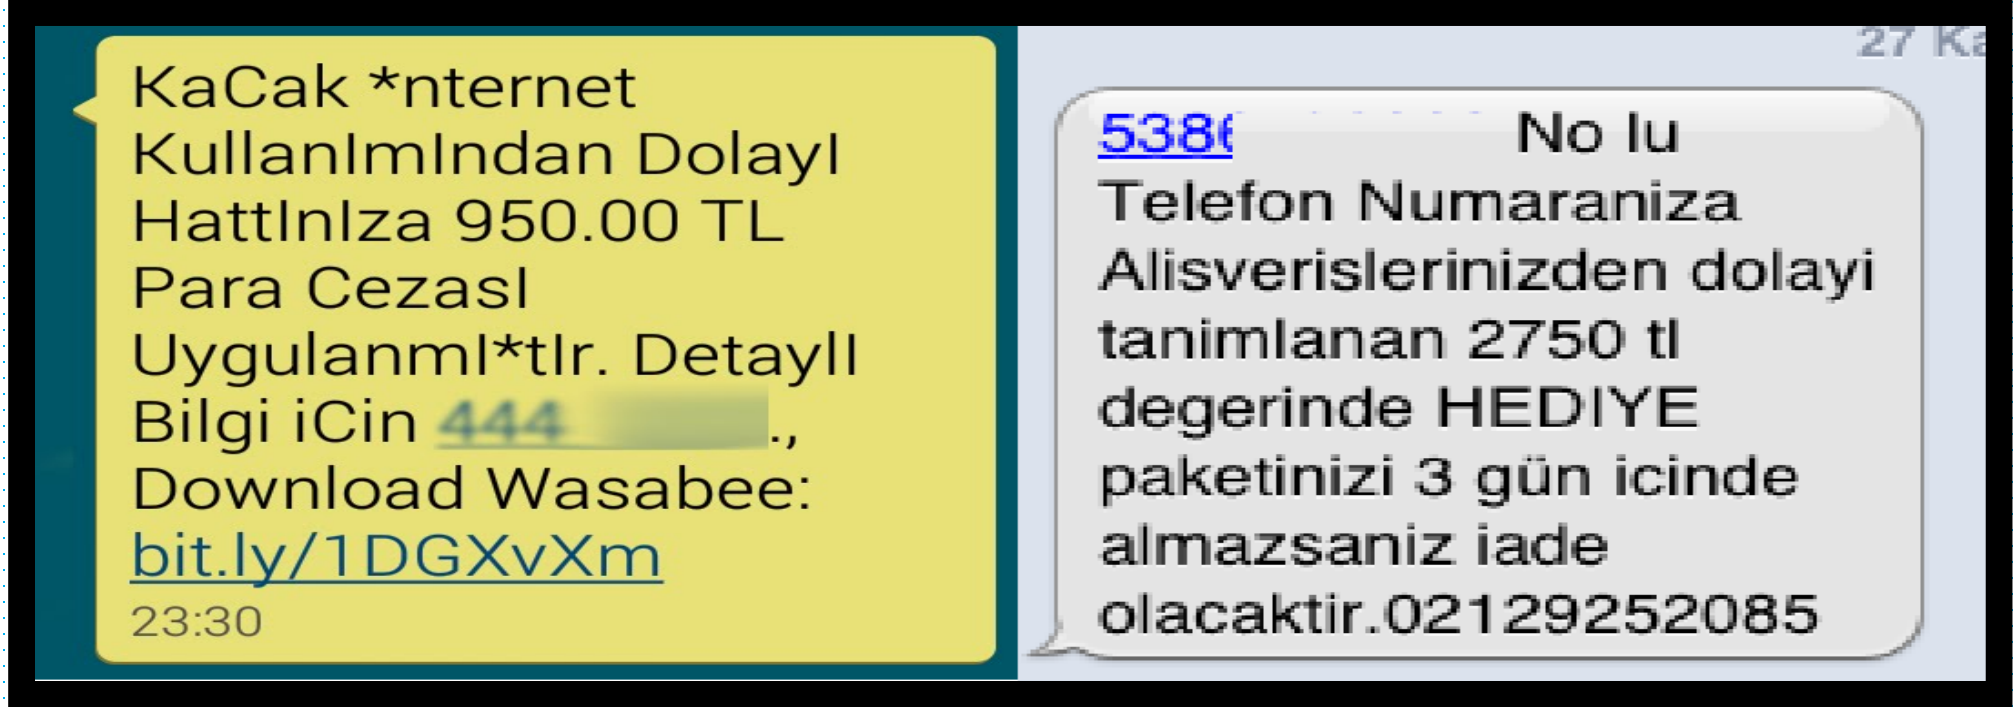 KaCak *nternet
KullanImIndan DolayI
HattInIza 950.00 TL
Para CezasI
UygulanmI*tIr. DetaylI
Bilgi iCin 444 .,
Download Wasabee:
bit.ly/1DGXvXm
23:30
27 Ka
5386 No lu
Telefon Numaraniza
Alisverislerinizden dolayi
tanimlanan 2750 tl
degerinde HEDIYE
paketinizi 3 gün icinde
almazsaniz iade
olacaktir.02129252085